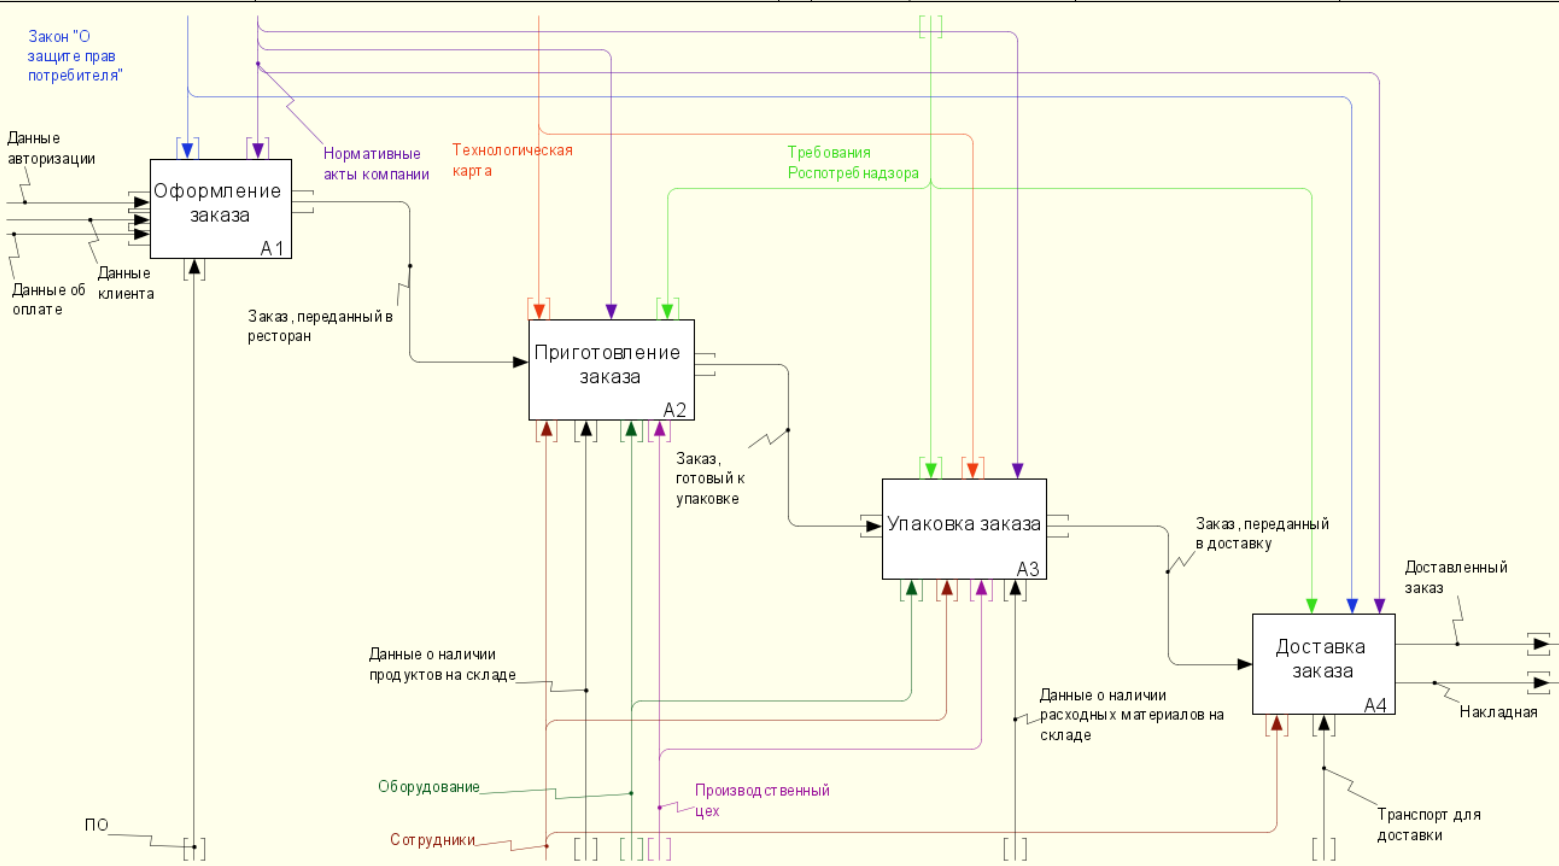 Закон "О
защите прав
потребителя"
Данные
авторизации
Нормативные
акты компании
Технологическая
карта
Требования
Роспотребнадзора
Оформление
заказа
A1
Данные об
оплате
Данные
клиента
Заказ, переданный в
ресторан
Приготовление
заказа
A2
Заказ,
готовый к
упаковке
Упаковка заказа
A3
Заказ, переданный
в доставку
Доставленный
заказ
Доставка
заказа
A4
Накладная
Данные о наличии
продуктов на складе
Данные о наличии
расходных материалов на
складе
Оборудование
Производственный
цех
Сотрудники
ПО
Транспорт для
доставки